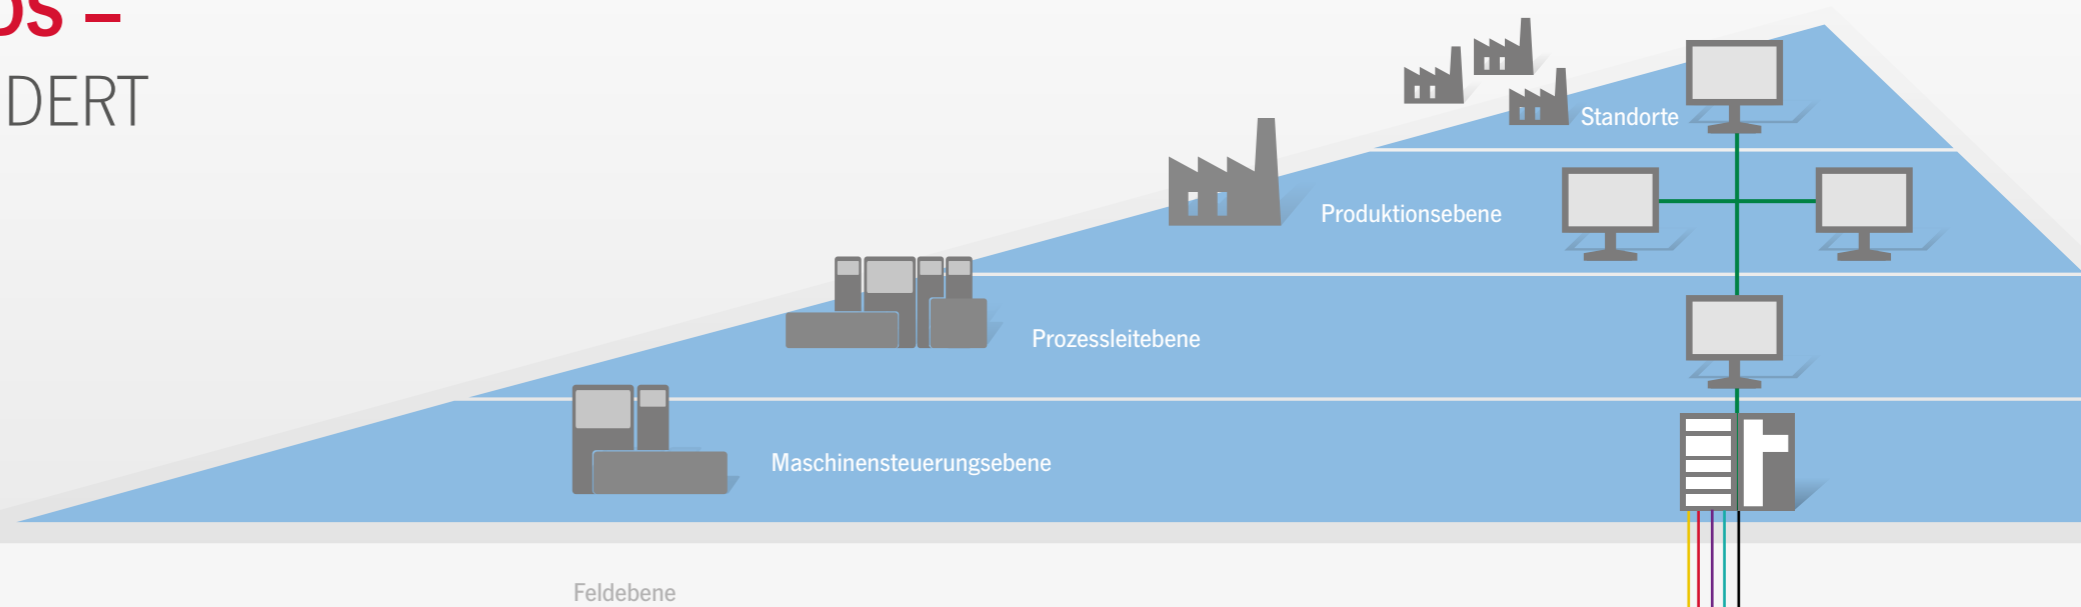 DERT
Standorte
Produktionsebene
Prozessleitebene
Maschinensteuerungsebene
Feldebene